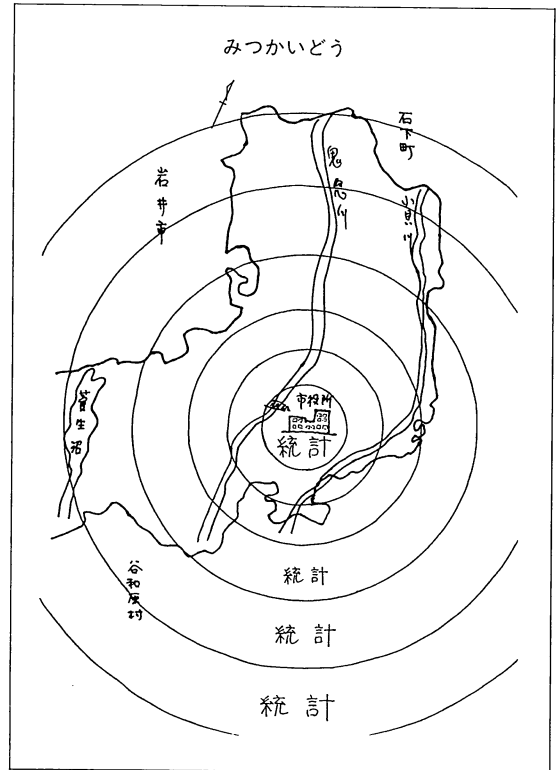 みつかいどう
石下町
鬼怒川
岩井市
小貝川
市役所
統計
菅生沼
統計
谷和原村
統計
統計